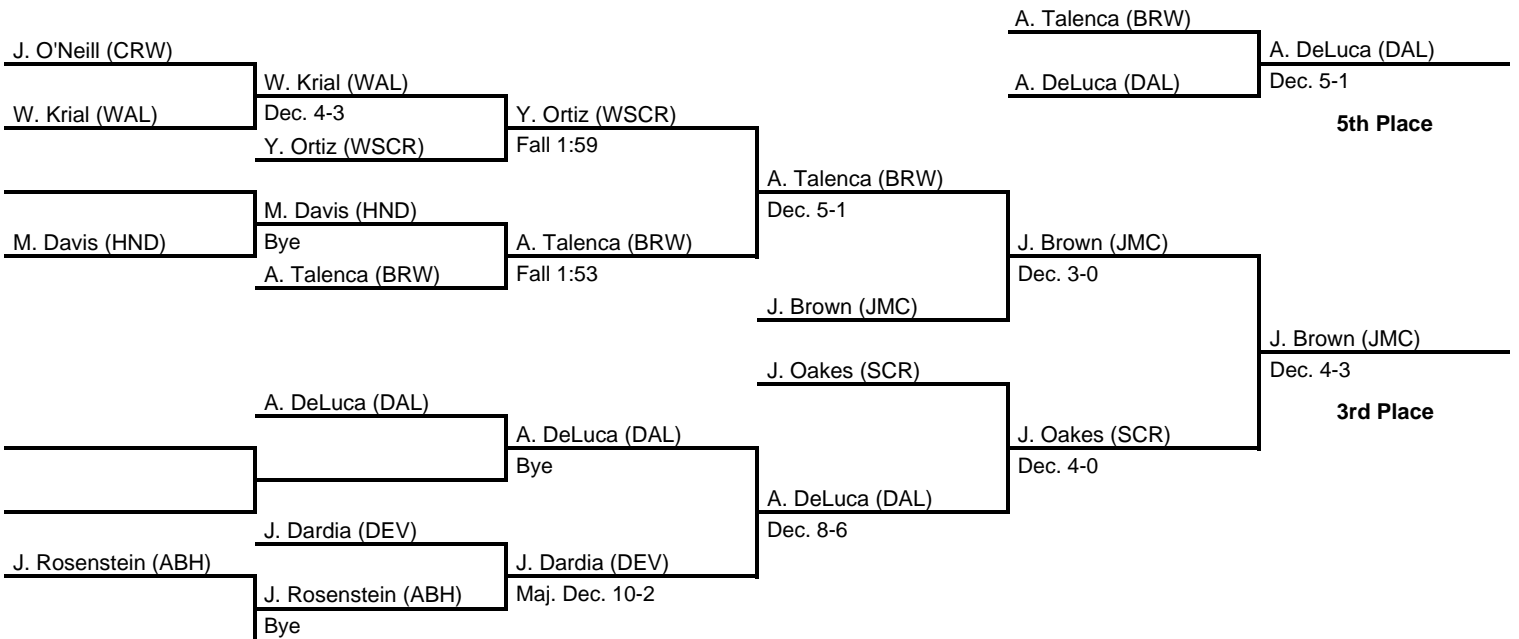 A. Talenca (BRW)
J. O'Neill (CRW)
A. DeLuca (DAL)
W. Krial (WAL)
A. DeLuca (DAL)
Dec. 5-1
W. Krial (WAL)
Dec. 4-3
Y. Ortiz (WSCR)
5th Place
Y. Ortiz (WSCR)
Fall 1:59
A. Talenca (BRW)
M. Davis (HND)
Dec. 5-1
M. Davis (HND)
Bye
A. Talenca (BRW)
J. Brown (JMC)
A. Talenca (BRW)
Fall 1:53
Dec. 3-0
J. Brown (JMC)
J. Brown (JMC)
J. Oakes (SCR)
Dec. 4-3
A. DeLuca (DAL)
3rd Place
A. DeLuca (DAL)
J. Oakes (SCR)
Bye
Dec. 4-0
A. DeLuca (DAL)
J. Dardia (DEV)
Dec. 8-6
J. Rosenstein (ABH)
J. Dardia (DEV)
J. Rosenstein (ABH)
Maj. Dec. 10-2
Bye